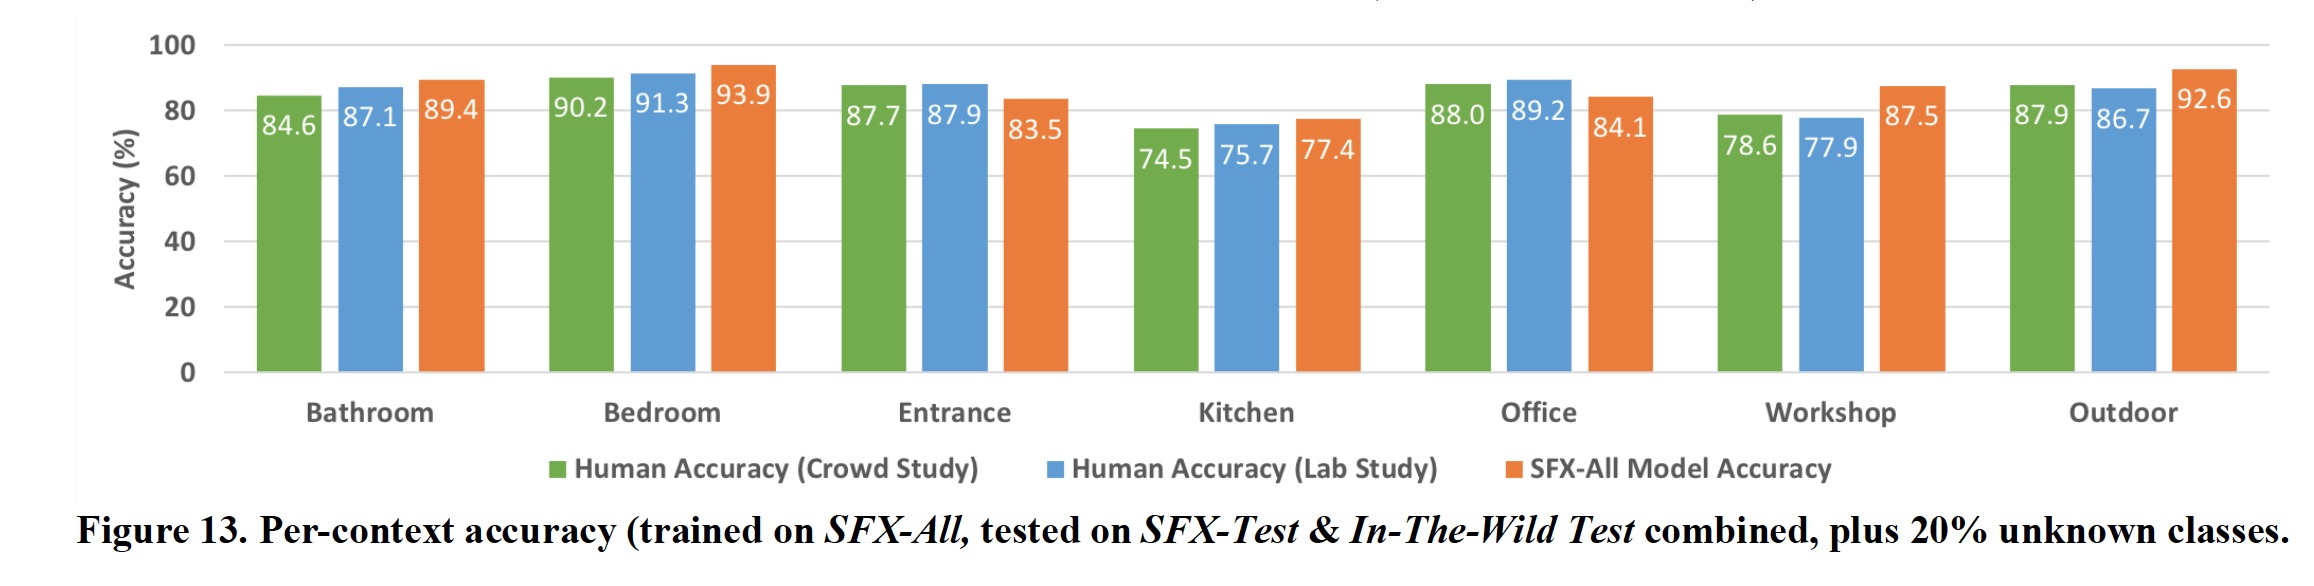 100
84.6 87.1 89.4 90.2 91.3 93.9 87.7 87.9 83.5 74.5 75.7 77.4 88.0 89.2 84.1 78.6 77.9 87.5 87.9 86.7 92.6
80
60
40
20
0
Accuracy (%)
Bathroom Bedroom Entrance Kitchen Office Workshop Outdoor
Human Accuracy (Crowd Study) Human Accuracy (Lab Study) SFX-All Model Accuracy
Figure 13. Per-context accuracy (trained on SFX-All, tested on SFX-Test & In-The-Wild Test combined, plus 20% unknown classes.